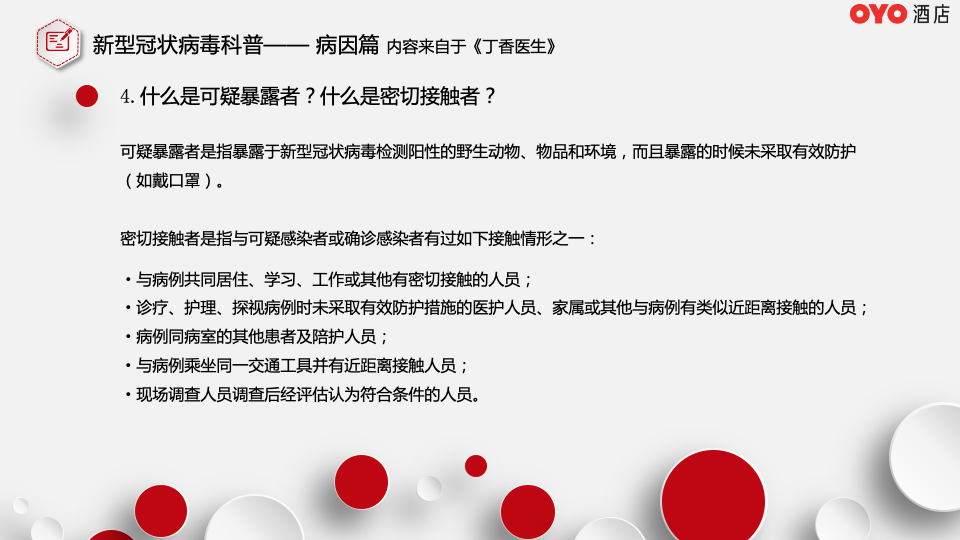 OYO 酒店
新型冠状病毒科普—— 病因篇 内容来自于《丁香医生》
4. 什么是可疑暴露者？什么是密切接触者？
可疑暴露者是指暴露于新型冠状病毒检测阳性的野生动物、物品和环境，而且暴露的时候未采取有效防护
（如戴口罩）。
密切接触者是指与可疑感染者或确诊感染者有过如下接触情形之一：
・与病例共同居住、学习、工作或其他有密切接触的人员；
・诊疗、护理、探视病例时未采取有效防护措施的医护人员、家属或其他与病例有类似近距离接触的人员；
・病例同病室的其他患者及陪护人员；
・与病例乘坐同一交通工具并有近距离接触人员；
・现场调查人员调查后经评估认为符合条件的人员。